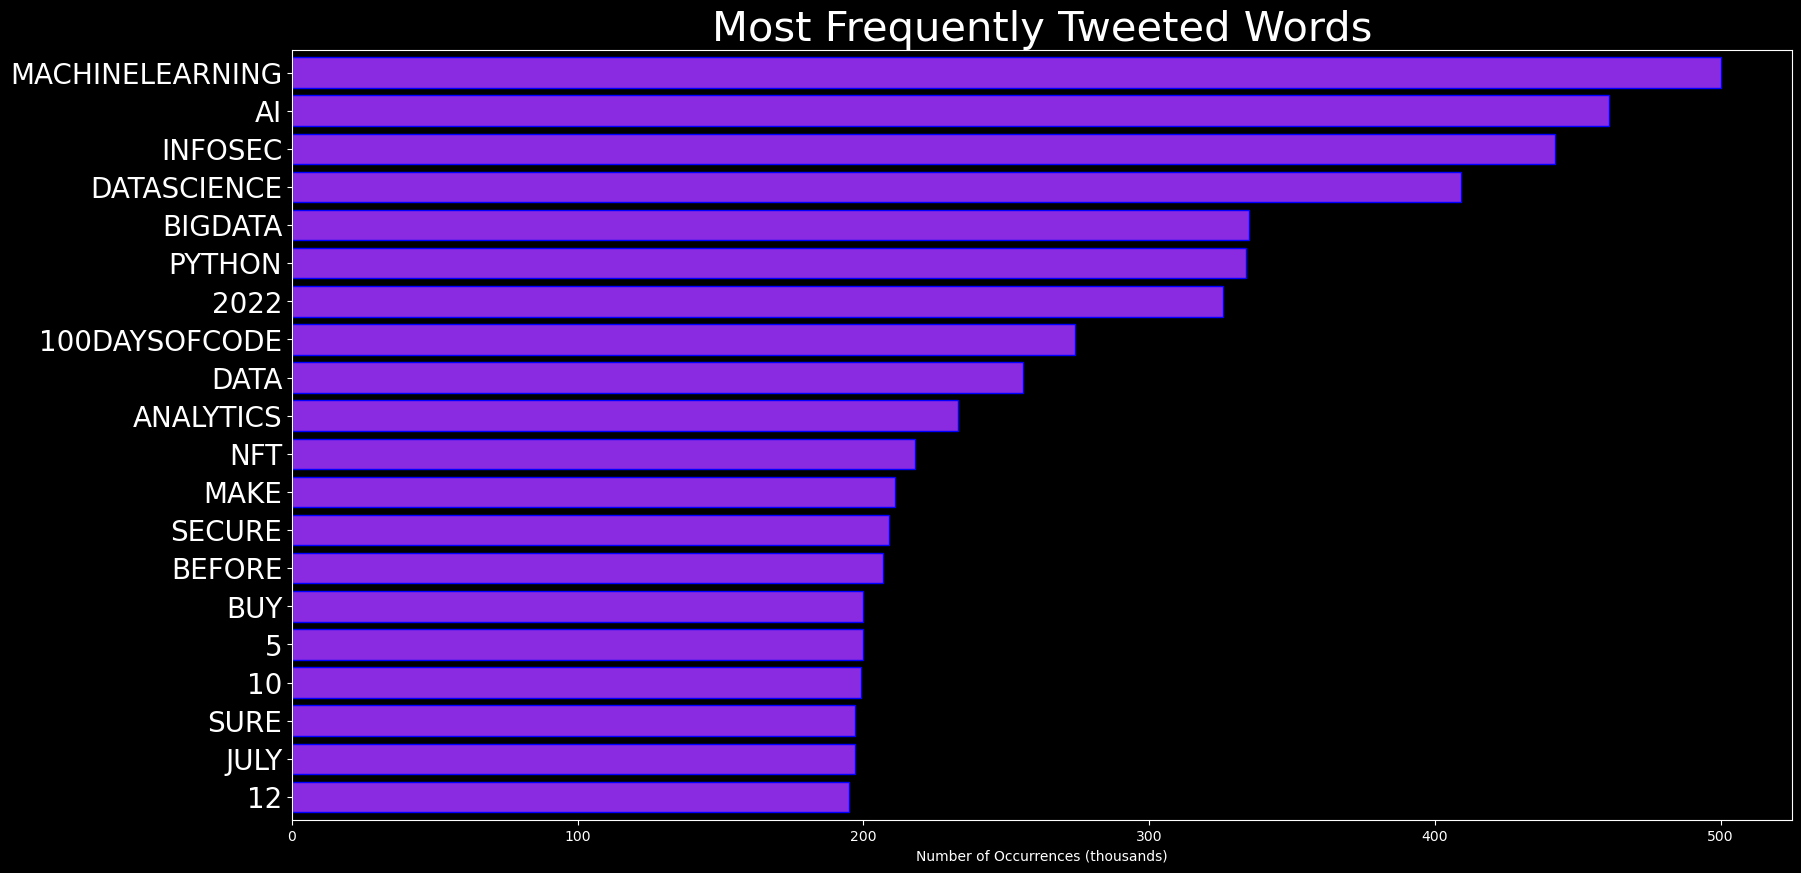 Most Frequently Tweeted Words
MACHINELEARNING
AI
INFOSEC
DATASCIENCE
BIGDATA
PYTHON
2022
100DAYSOFCODE
DATA
ANALYTICS
NFT
MAKE
SECURE
BEFORE
BUY
5
10
SURE
JULY
12
0 100 200 300 400 500
Number of Occurrences (thousands)